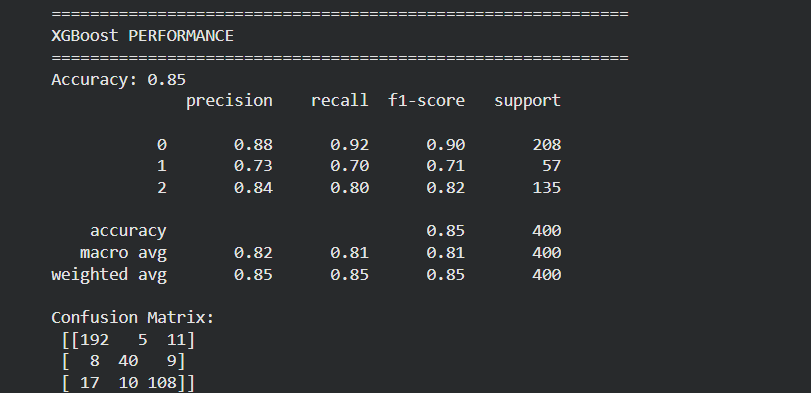 ============================================================
XGBoost PERFORMANCE
============================================================
Accuracy: 0.85
              precision    recall  f1-score   support

           0       0.88      0.92      0.90       208
           1       0.73      0.70      0.71        57
           2       0.84      0.80      0.82       135

    accuracy                           0.85       400
   macro avg       0.82      0.81      0.81       400
weighted avg       0.85      0.85      0.85       400

Confusion Matrix:
 [[192   5  11]
 [  8  40   9]
 [ 17  10 108]]